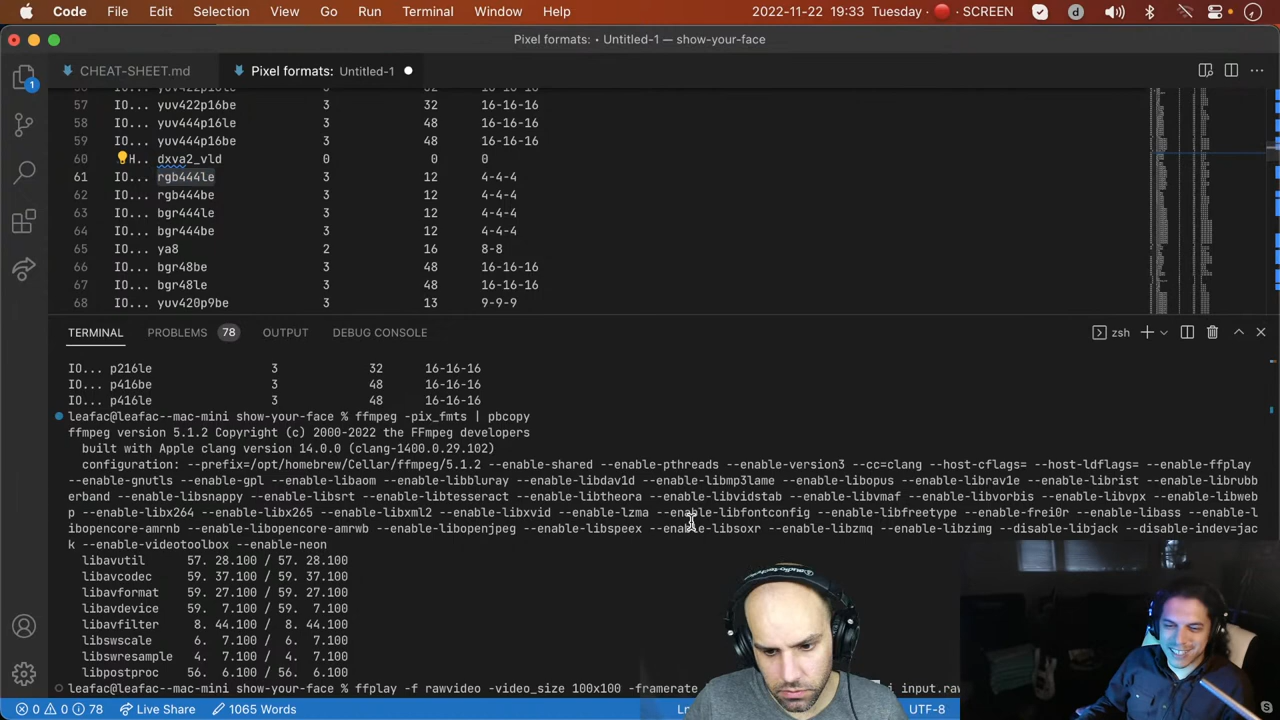 Code File Edit Selection View Go Run Terminal Window Help 2022-11-22 19:33 Tuesday SCREEN
Pixel formats: • Untitled-1 — show-your-face
CHEAT-SHEET.md Pixel formats: Untitled-1
57 IO... yuv422p16be 3 32 16-16-16
58 IO... yuv444p16le 3 48 16-16-16
59 IO... yuv444p16be 3 48 16-16-16
60 H.. dxva2_vld 0 0 0
61 IO... rgb444le 3 12 4-4-4
62 IO... rgb444be 3 12 4-4-4
63 IO... bgr444le 3 12 4-4-4
64 IO... bgr444be 3 12 4-4-4
65 IO... ya8 2 16 8-8
66 IO... bgr48be 3 48 16-16-16
67 IO... bgr48le 3 48 16-16-16
68 IO... yuv420p9be 3 13 9-9-9
TERMINAL PROBLEMS 78 OUTPUT DEBUG CONSOLE zsh
IO... p216le 3 32 16-16-16
IO... p416be 3 48 16-16-16
IO... p416le 3 48 16-16-16
leafac@leafac--mac-mini show-your-face % ffmpeg -pix_fmts | pbcopy
ffmpeg version 5.1.2 Copyright (c) 2000-2022 the FFmpeg developers
built with Apple clang version 14.0.0 (clang-1400.0.29.102)
configuration: --prefix=/opt/homebrew/Cellar/ffmpeg/5.1.2 --enable-shared --enable-pthreads --enable-version3 --cc=clang --host-cflags= --host-ldflags= --enable-ffplay
--enable-gnutls --enable-gpl --enable-libaom --enable-libbluray --enable-libdav1d --enable-libmp3lame --enable-libopus --enable-librav1e --enable-librist --enable-librubb
erband --enable-libsnappy --enable-libsrt --enable-libtesseract --enable-libtheora --enable-libvidstab --enable-libvmaf --enable-libvorbis --enable-libvpx --enable-libweb
p --enable-libx264 --enable-libx265 --enable-libxml2 --enable-libxvid --enable-lzma --enable-libfontconfig --enable-libfreetype --enable-frei0r --enable-libass --enable-l
ibopencore-amrnb --enable-libopencore-amrwb --enable-libopenjpeg --enable-libspeex --enable-libsoxr --enable-libzmq --enable-libzimg --disable-libjack --disable-indev=jac
k --enable-videotoolbox --enable-neon
libavutil 57. 28.100 / 57. 28.100
libavcodec 59. 37.100 / 59. 37.100
libavformat 59. 27.100 / 59. 27.100
libavdevice 59. 7.100 / 59. 7.100
libavfilter 8. 44.100 / 8. 44.100
libswscale 6. 7.100 / 6. 7.100
libswresample 4. 7.100 / 4. 7.100
libpostproc 56. 6.100 / 56. 6.100
leafac@leafac--mac-mini show-your-face % ffplay -f rawvideo -video_size 100x100 -framerate i input.raw
0 0 78 Live Share 1065 Words Ln UTF-8